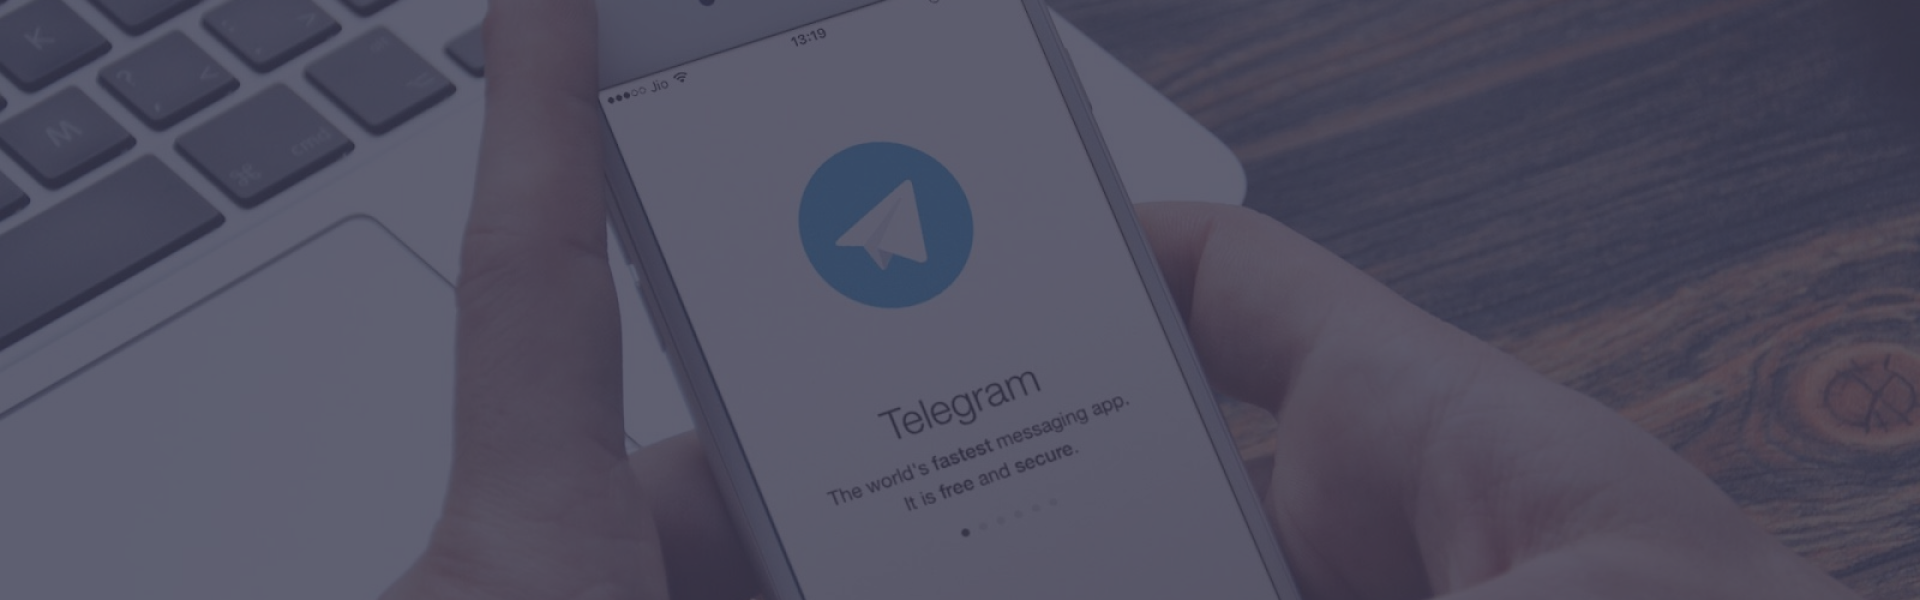 13:19
Jio
Telegram
The world's fastest messaging app.
It is free and secure.
K
M
?
<
>
⌘
cmd
⌥